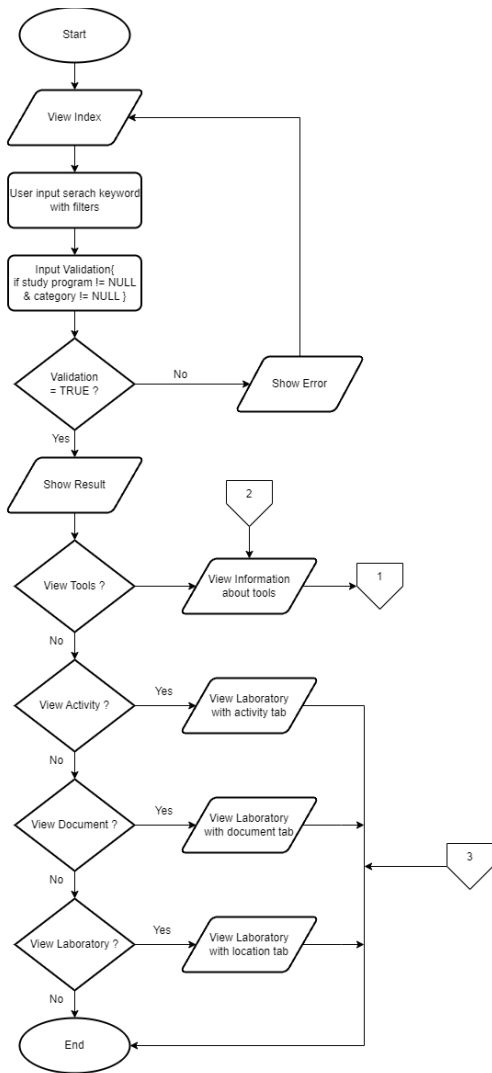 Start
View Index
User input serach keyword
with filters
Input Validation{
if study program != NULL
& category != NULL }
Validation
= TRUE ?
No
Show Error
Yes
Show Result
2
View Tools ?
View Information
about tools
1
No
View Activity ?
Yes
View Laboratory
with activity tab
No
View Document ?
Yes
View Laboratory
with document tab
3
No
View Laboratory ?
Yes
View Laboratory
with location tab
No
End